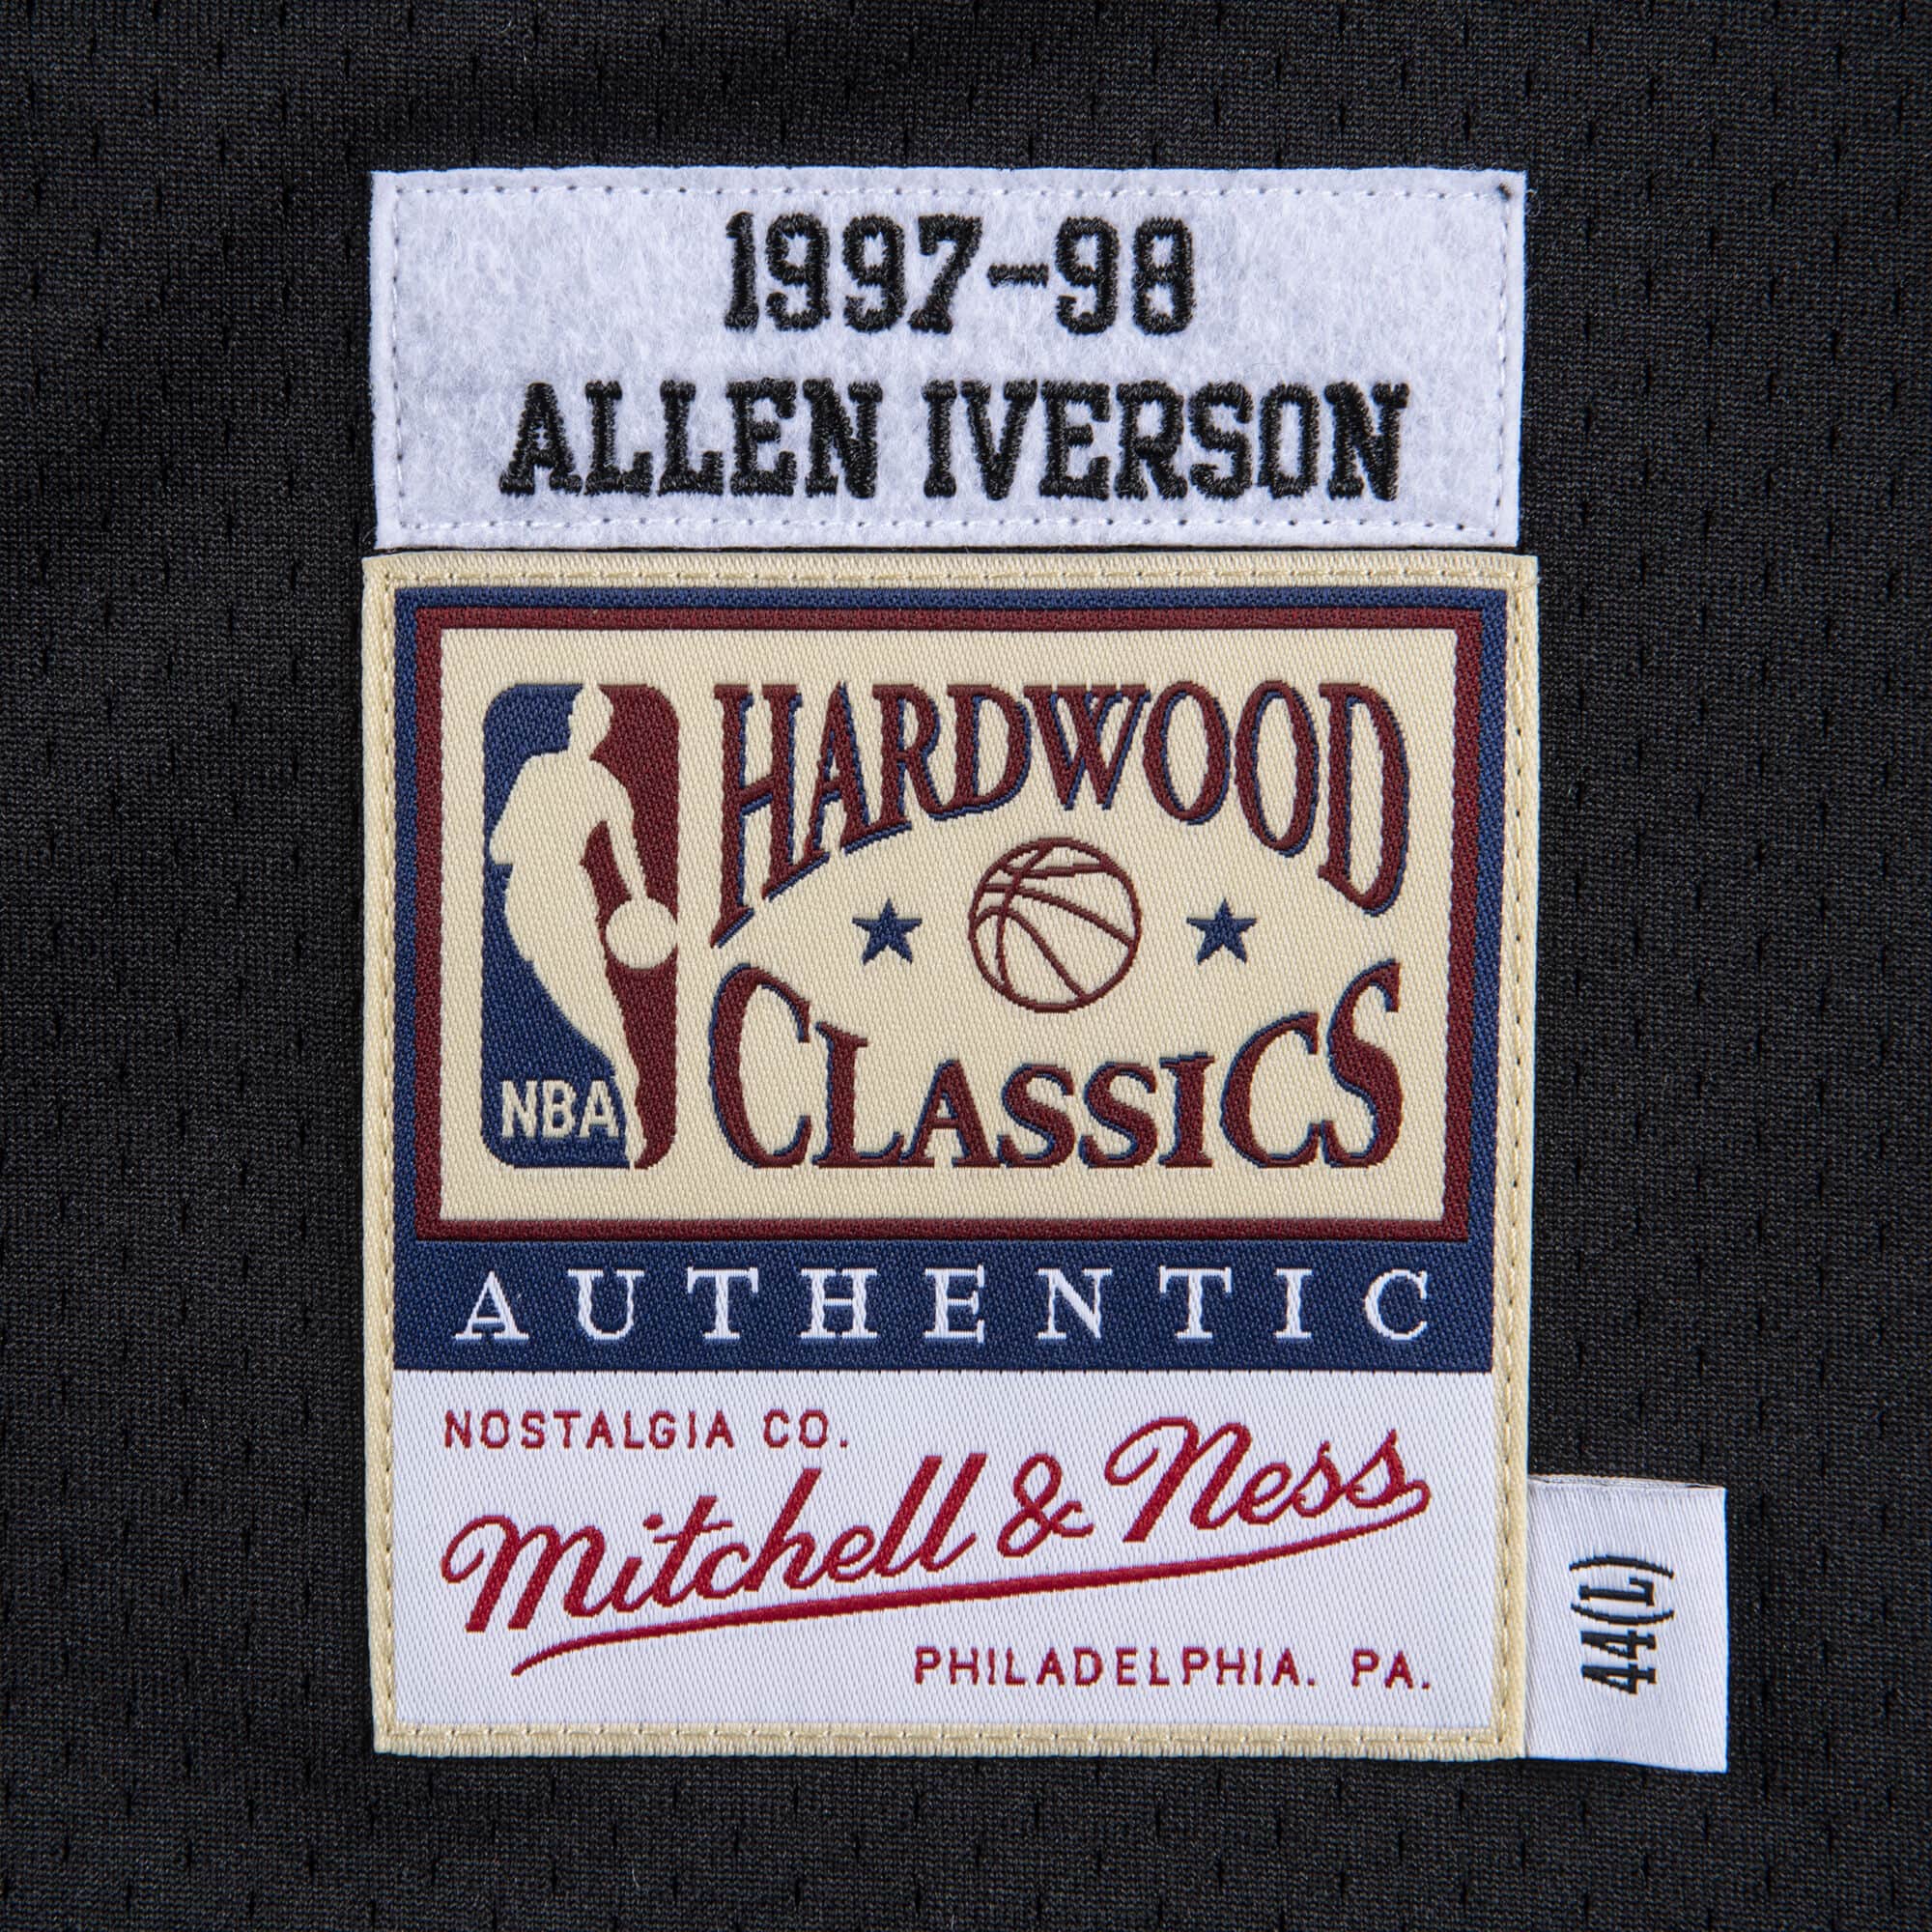 1997-98
ALLEN IVERSON
HARDWOOD
CLASSICS
NBA
AUTHENTIC
NOSTALGIA CO.
Mitchell & Ness
PHILADELPHIA. PA.
44(L)